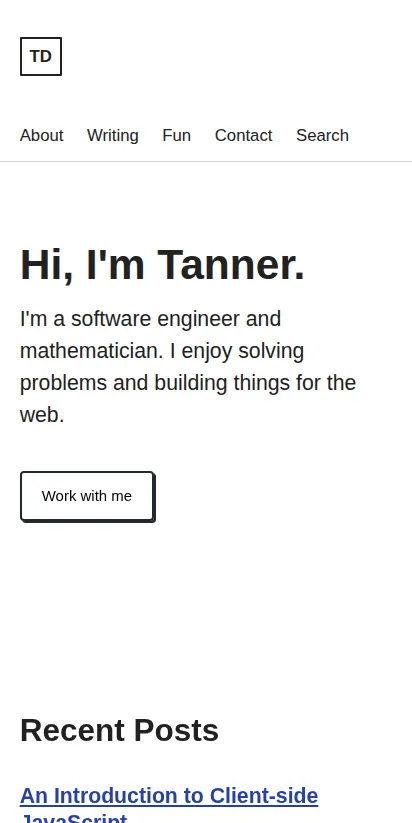 TD
About Writing Fun Contact Search
Hi, I'm Tanner.
I'm a software engineer and
mathematician. I enjoy solving
problems and building things for the
web.
Work with me
Recent Posts
An Introduction to Client-side
JavaScript